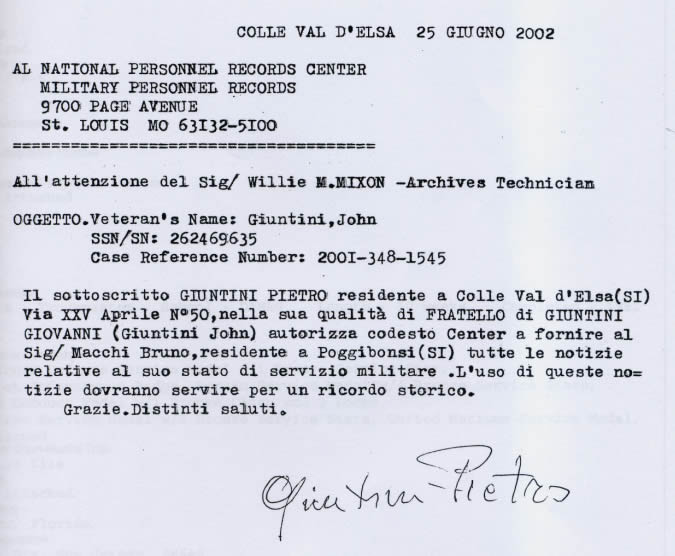 COLLE VAL D'ELSA 25 GIUGNO 2002
AL NATIONAL PERSONNEL RECORDS CENTER
MILITARY PERSONNEL RECORDS
9700 PAGE AVENUE
St. LOUIS MO 63I32-5I00
======================================
All'attenzione del Sig/ Willie M.MIXON -Archives Technician
OGGETTO.Veteran's Name: Giuntini,John
SSN/SN: 262469635
Case Reference Number: 200I-348-1545
Il sottoscritto GIUNTINI PIETRO residente a Colle Val d'Elsa(SI)
Via XXV Aprile N°50,nella sua qualità di FRATELLO di GIUNTINI
GIOVANNI (Giuntini John) autorizza codesto Center a fornire al
Sig/ Macchi Bruno,residente a Poggibonsi(SI) tutte le notizie
relative al suo stato di servizio militare .L'uso di queste no=
tizie dovranno servire per un ricordo storico.
Grazie.Distinti saluti.
Giuntini Pietro